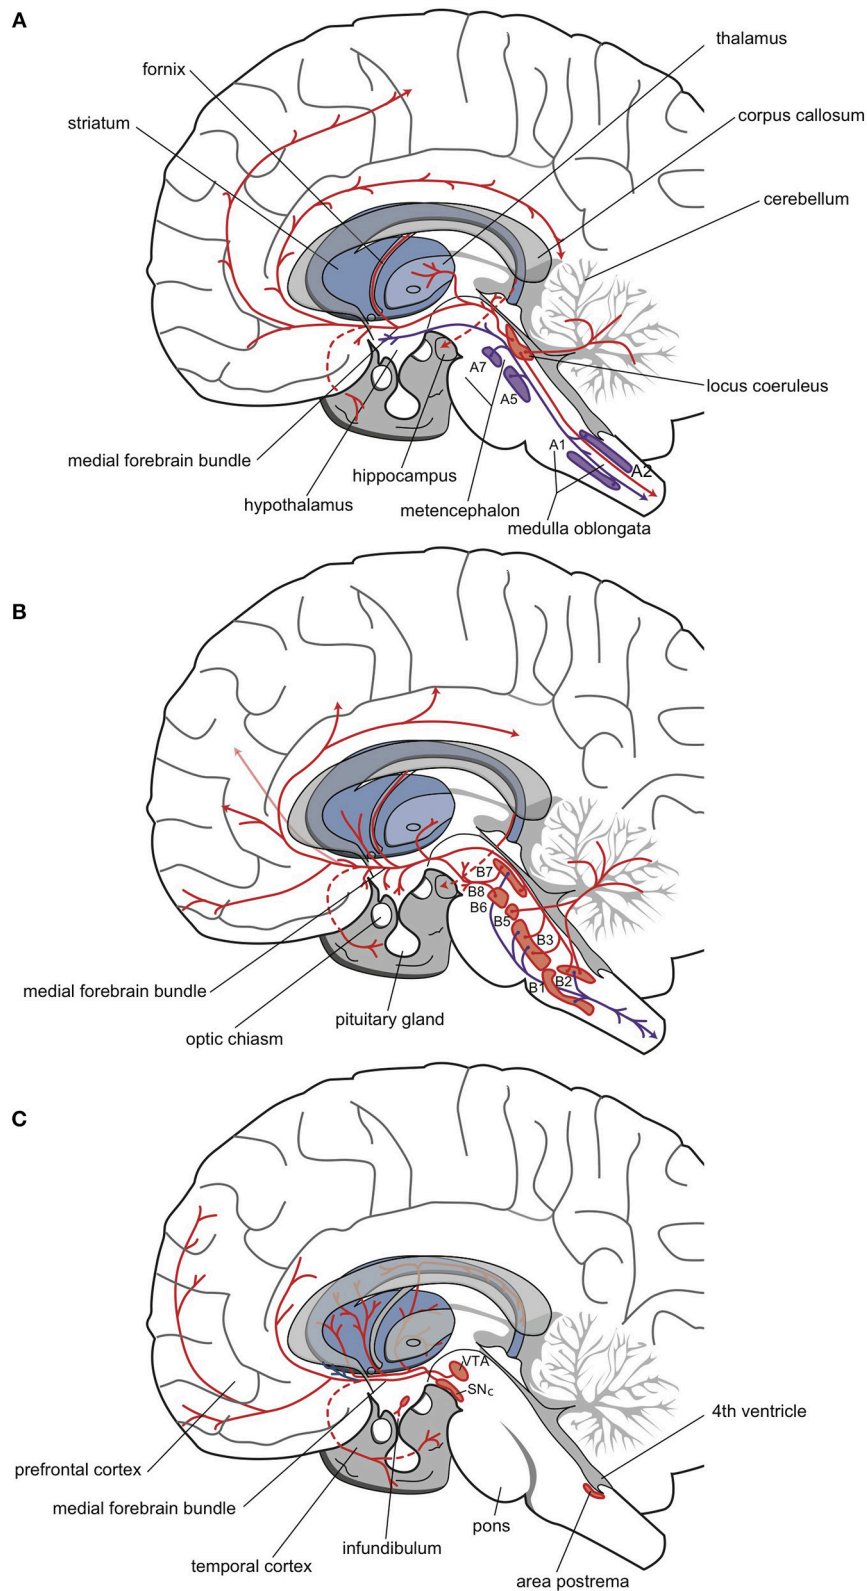 A
thalamus
fornix
corpus callosum
striatum
cerebellum
A7
A5
locus coeruleus
A1
A2
medial forebrain bundle
hippocampus
hypothalamus
metencephalon
medulla oblongata
B
B7
B8
B6
B5
B3
B2
B1
medial forebrain bundle
pituitary gland
optic chiasm
C
VTA
SNc
4th ventricle
prefrontal cortex
medial forebrain bundle
pons
infundibulum
temporal cortex
area postrema